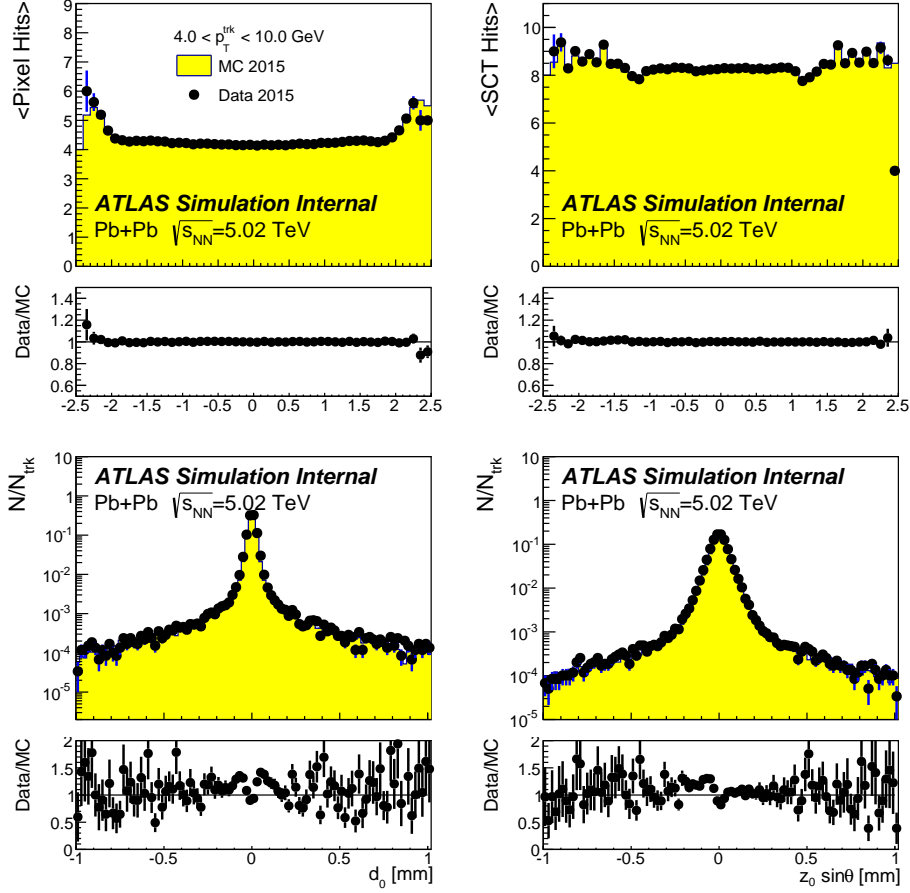 <Pixel Hits>
9
8
7
6
5
4
3
2
1
0
4.0 < p_T^trk < 10.0 GeV
MC 2015
Data 2015
ATLAS Simulation Internal
Pb+Pb √s_NN=5.02 TeV
Data/MC
1.4
1.2
1
0.8
0.6
-2.5 -2 -1.5 -1 -0.5 0 0.5 1 1.5 2 2.5
<SCT Hits>
10
8
6
4
2
0
ATLAS Simulation Internal
Pb+Pb √s_NN=5.02 TeV
Data/MC
1.4
1.2
1
0.8
0.6
-2.5 -2 -1.5 -1 -0.5 0 0.5 1 1.5 2 2.5
N/N_trk
10
1
10^-1
10^-2
10^-3
10^-4
10^-5
ATLAS Simulation Internal
Pb+Pb √s_NN=5.02 TeV
Data/MC
2
1.5
1
0.5
0
-1 -0.5 0 0.5 1
d_0 [mm]
N/N_trk
10
1
10^-1
10^-2
10^-3
10^-4
10^-5
ATLAS Simulation Internal
Pb+Pb √s_NN=5.02 TeV
Data/MC
2
1.5
1
0.5
0
-1 -0.5 0 0.5 1
z_0 sinθ [mm]